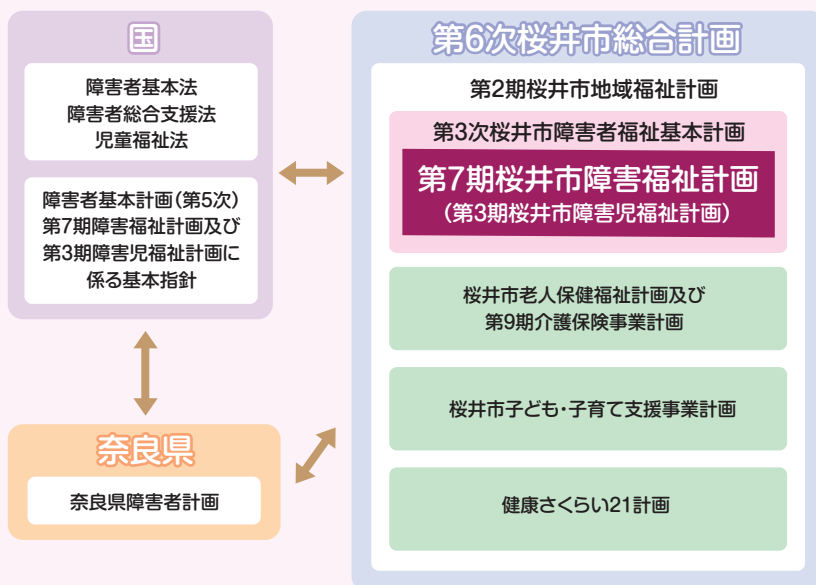 国
障害者基本法
障害者総合支援法
児童福祉法
障害者基本計画(第5次)
第7期障害福祉計画及び
第3期障害児福祉計画に
係る基本指針
奈良県
奈良県障害者計画
第6次桜井市総合計画
第2期桜井市地域福祉計画
第3次桜井市障害者福祉基本計画
第7期桜井市障害福祉計画
(第3期桜井市障害児福祉計画)
桜井市老人保健福祉計画及び
第9期介護保険事業計画
桜井市子ども・子育て支援事業計画
健康さくらい21計画